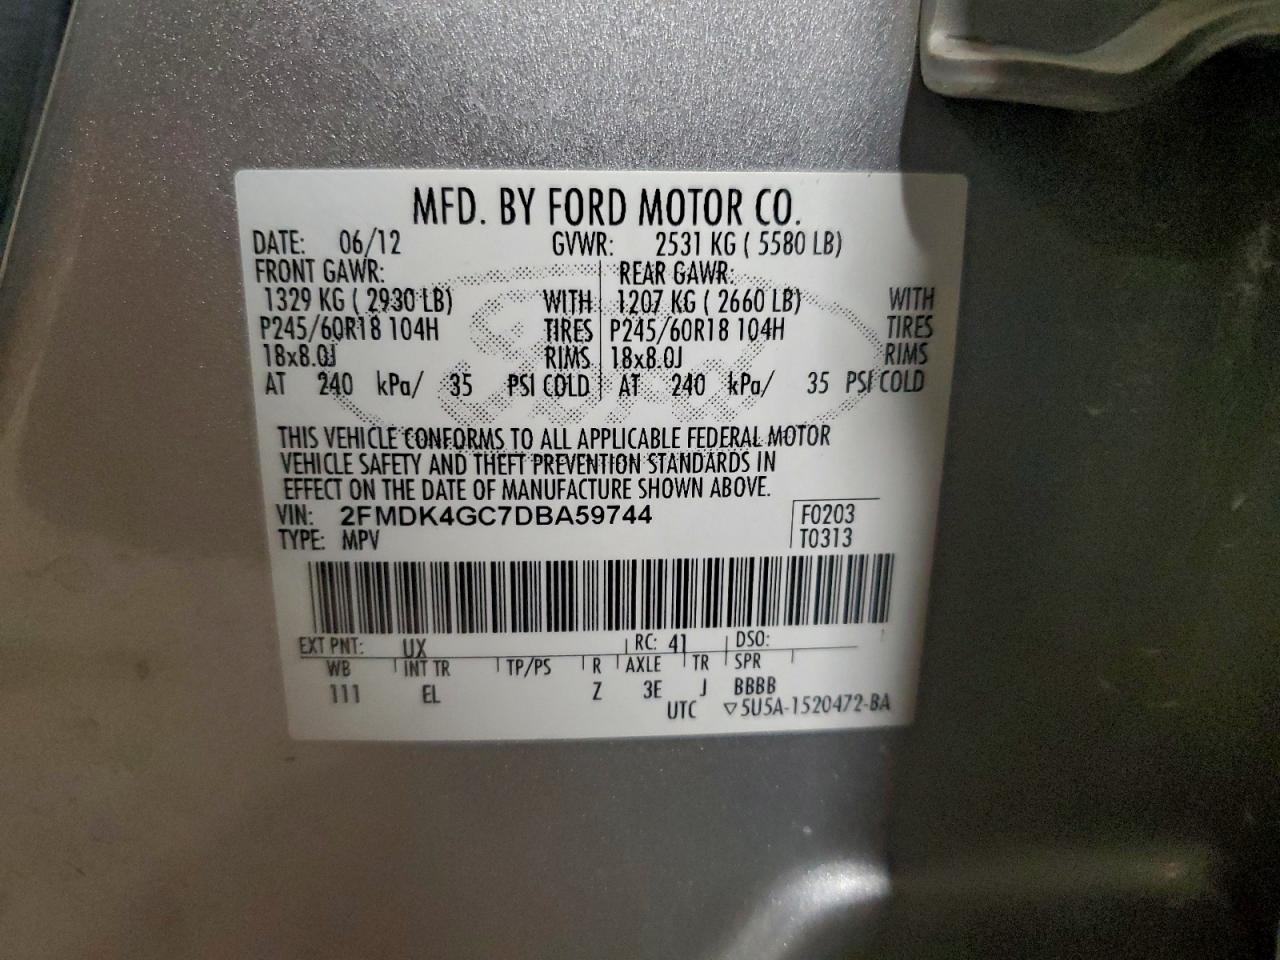 MFD. BY FORD MOTOR CO.
DATE: 06/12 GVWR: 2531 KG ( 5580 LB)
FRONT GAWR: REAR GAWR:
1329 KG ( 2930 LB) WITH 1207 KG ( 2660 LB) WITH
P245/60R18 104H TIRES P245/60R18 104H TIRES
18x8.0J RIMS 18x8.0J RIMS
AT 240 kPa/ 35 PSI COLD AT 240 kPa/ 35 PSI COLD
THIS VEHICLE CONFORMS TO ALL APPLICABLE FEDERAL MOTOR
VEHICLE SAFETY AND THEFT PREVENTION STANDARDS IN
EFFECT ON THE DATE OF MANUFACTURE SHOWN ABOVE.
VIN: 2FMDK4GC7DBA59744 F0203
TYPE: MPV T0313
EXT PNT: UX RC: 41 DSO:
WB INT TR TP/PS R AXLE TR SPR
111 EL Z 3E J BBBB
UTC ▽5U5A-1520472-BA